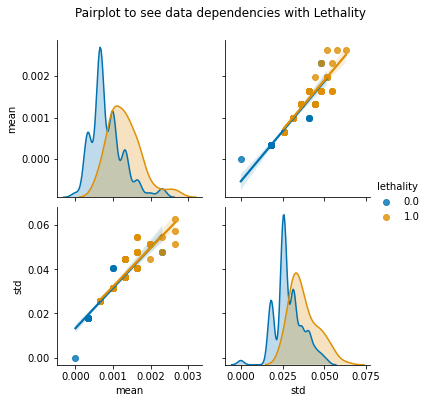 Pairplot to see data dependencies with Lethality
0.002
0.001
0.000
mean
lethality
0.0
1.0
0.06
0.04
0.02
0.00
std
0.000 0.001 0.002 0.003
mean
0.000 0.025 0.050 0.075
std